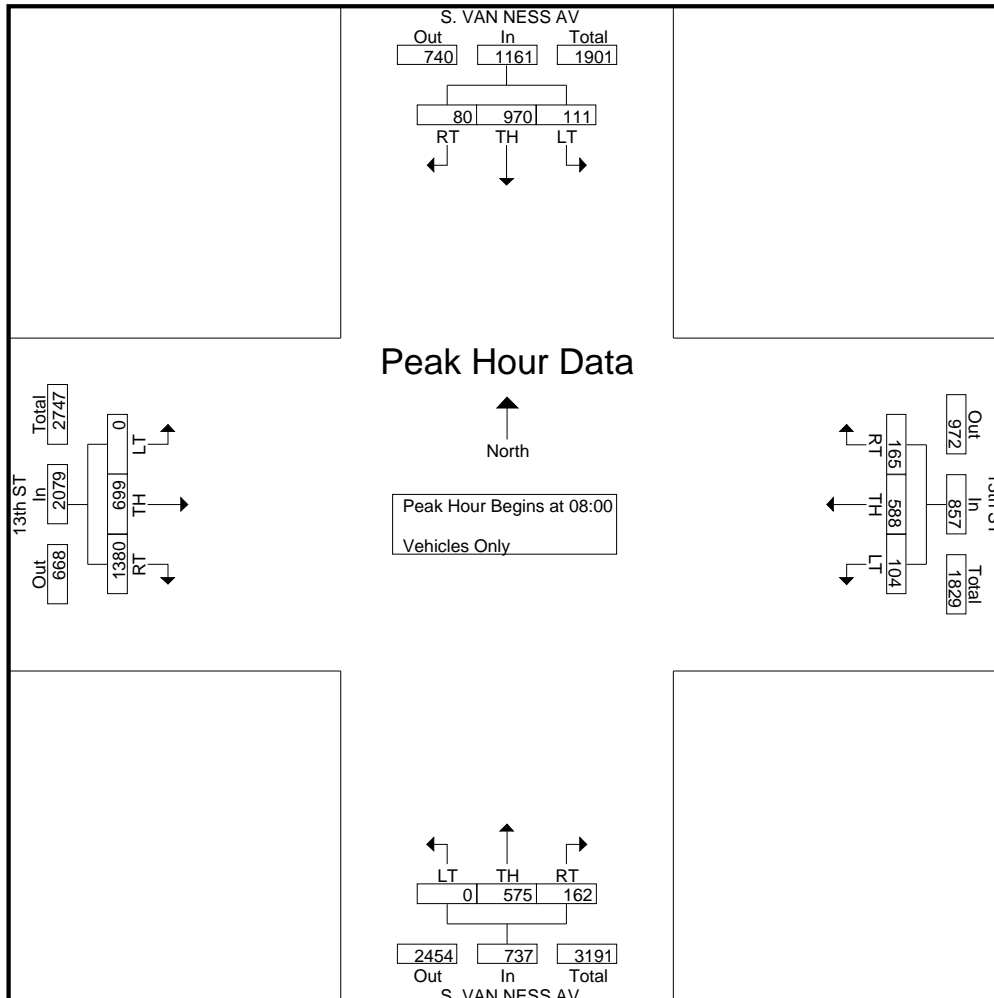 S. VAN NESS AV
Out In Total
740 1161 1901
80 970 111
RT TH LT
Peak Hour Data
North
Peak Hour Begins at 08:00
Vehicles Only
13th ST
Total In Out
2747 2079 668
0 699 1380
LT TH RT
RT TH LT
165 588 104
Out In Total
972 857 1829
LT TH RT
0 575 162
2454 737 3191
Out In Total
S. VAN NESS AV